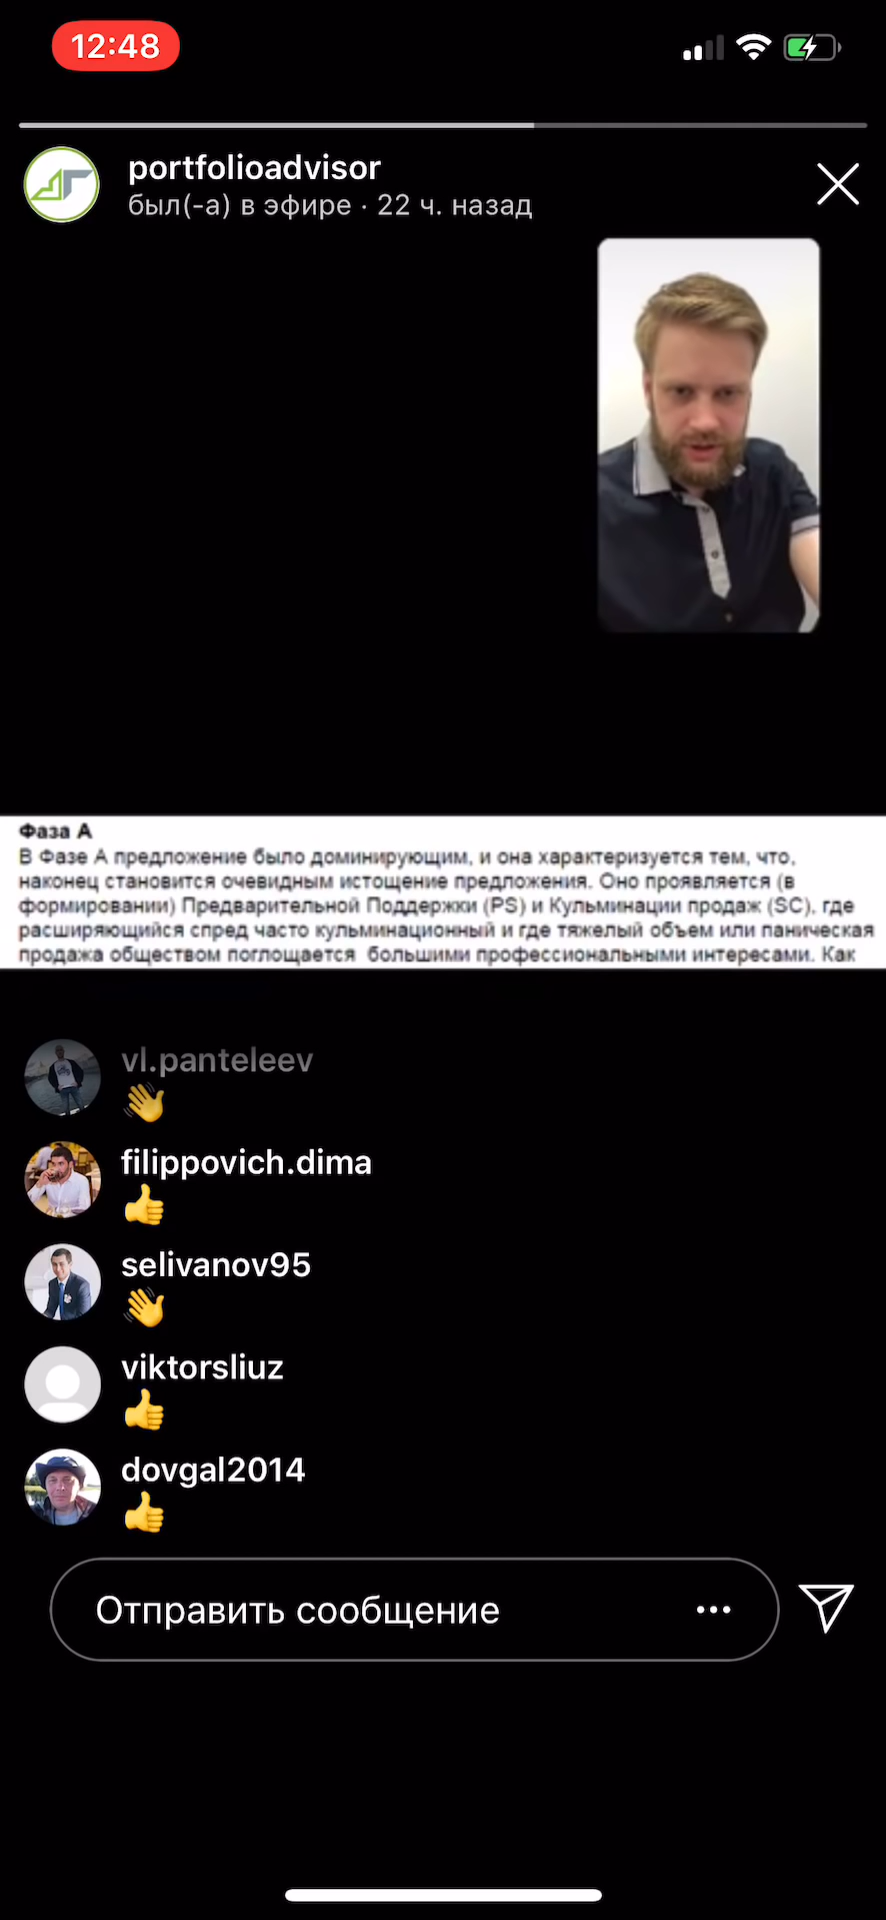 12:48
portfolioadvisor
был(-а) в эфире · 22 ч. назад
Фаза А
В Фазе А предложение было доминирующим, и она характеризуется тем, что,
наконец становится очевидным истощение предложения. Оно проявляется (в
формировании) Предварительной Поддержки (PS) и Кульминации продаж (SC), где
расширяющийся спред часто кульминационный и где тяжелый объем или паническая
продажа обществом поглощается большими профессиональными интересами. Как
vl.panteleev
👋
filippovich.dima
👍
selivanov95
👋
viktorsliuz
👍
dovgal2014
👍
Отправить сообщение